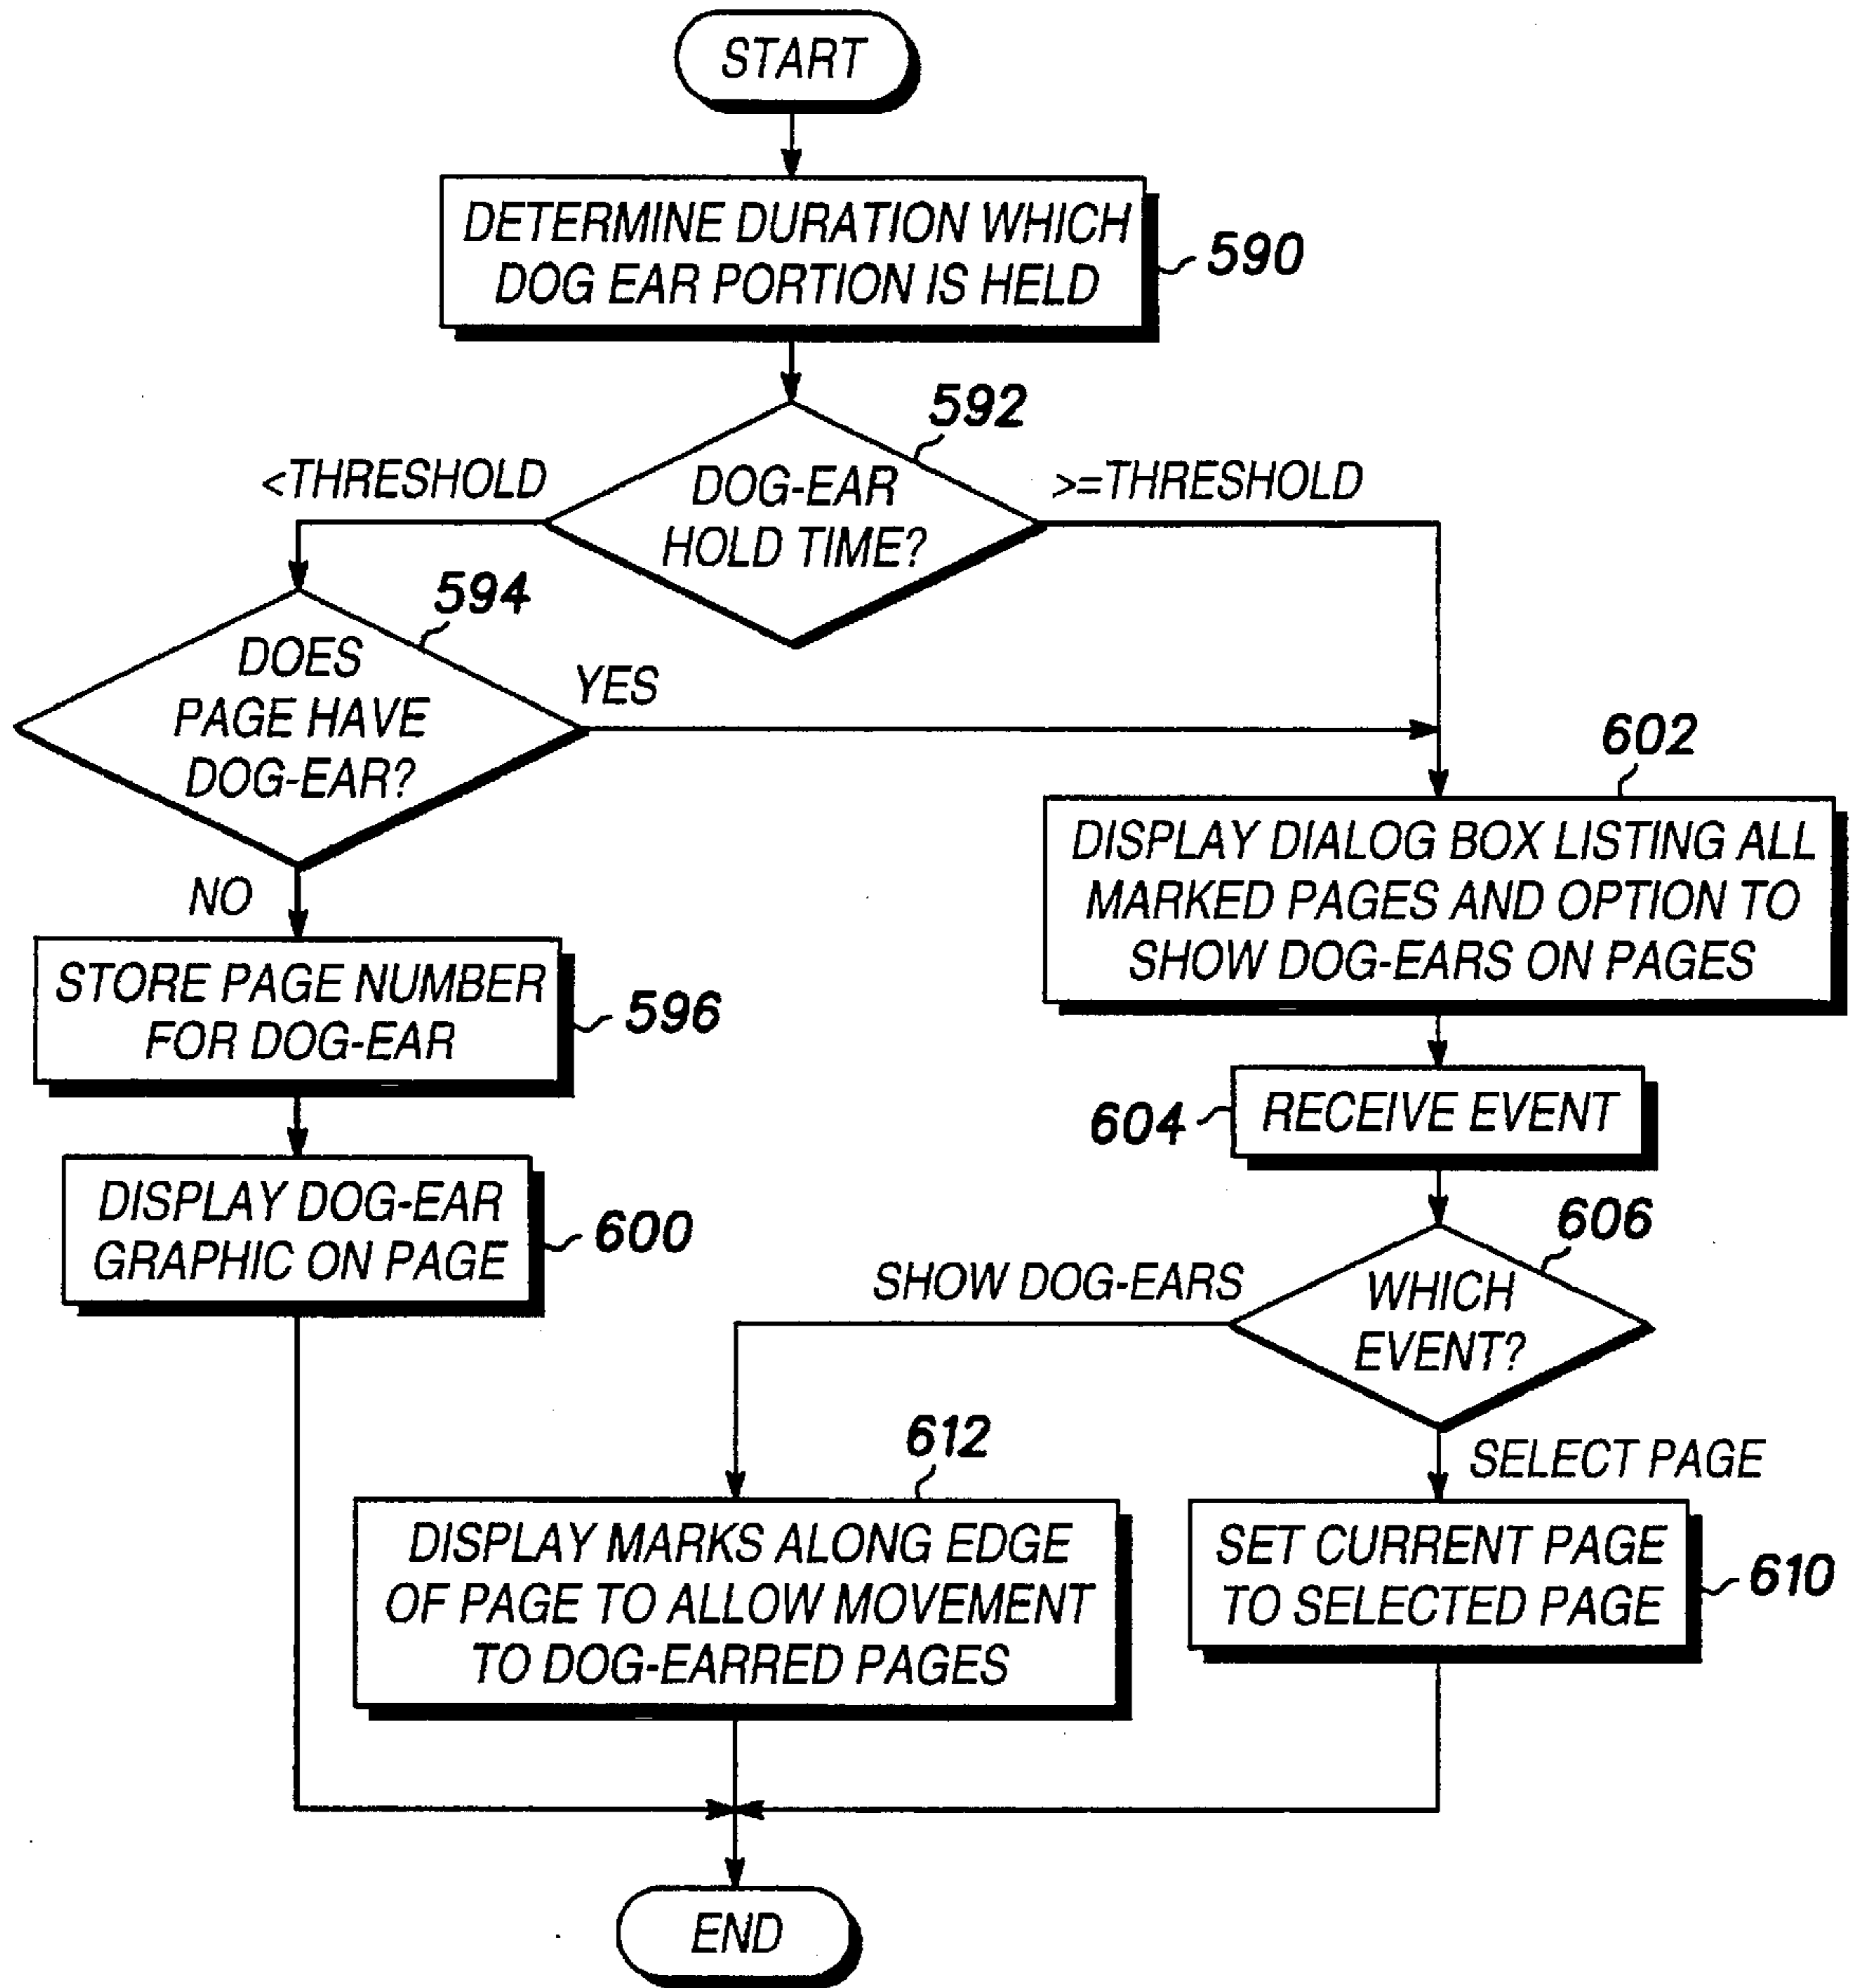 START
DETERMINE DURATION WHICH
DOG EAR PORTION IS HELD
590
592
<THRESHOLD
DOG-EAR
HOLD TIME?
>=THRESHOLD
594
DOES
PAGE HAVE
DOG-EAR?
YES
NO
602
DISPLAY DIALOG BOX LISTING ALL
MARKED PAGES AND OPTION TO
SHOW DOG-EARS ON PAGES
STORE PAGE NUMBER
FOR DOG-EAR
596
604
RECEIVE EVENT
DISPLAY DOG-EAR
GRAPHIC ON PAGE
600
606
SHOW DOG-EARS
WHICH
EVENT?
SELECT PAGE
612
DISPLAY MARKS ALONG EDGE
OF PAGE TO ALLOW MOVEMENT
TO DOG-EARRED PAGES
SET CURRENT PAGE
TO SELECTED PAGE
610
END